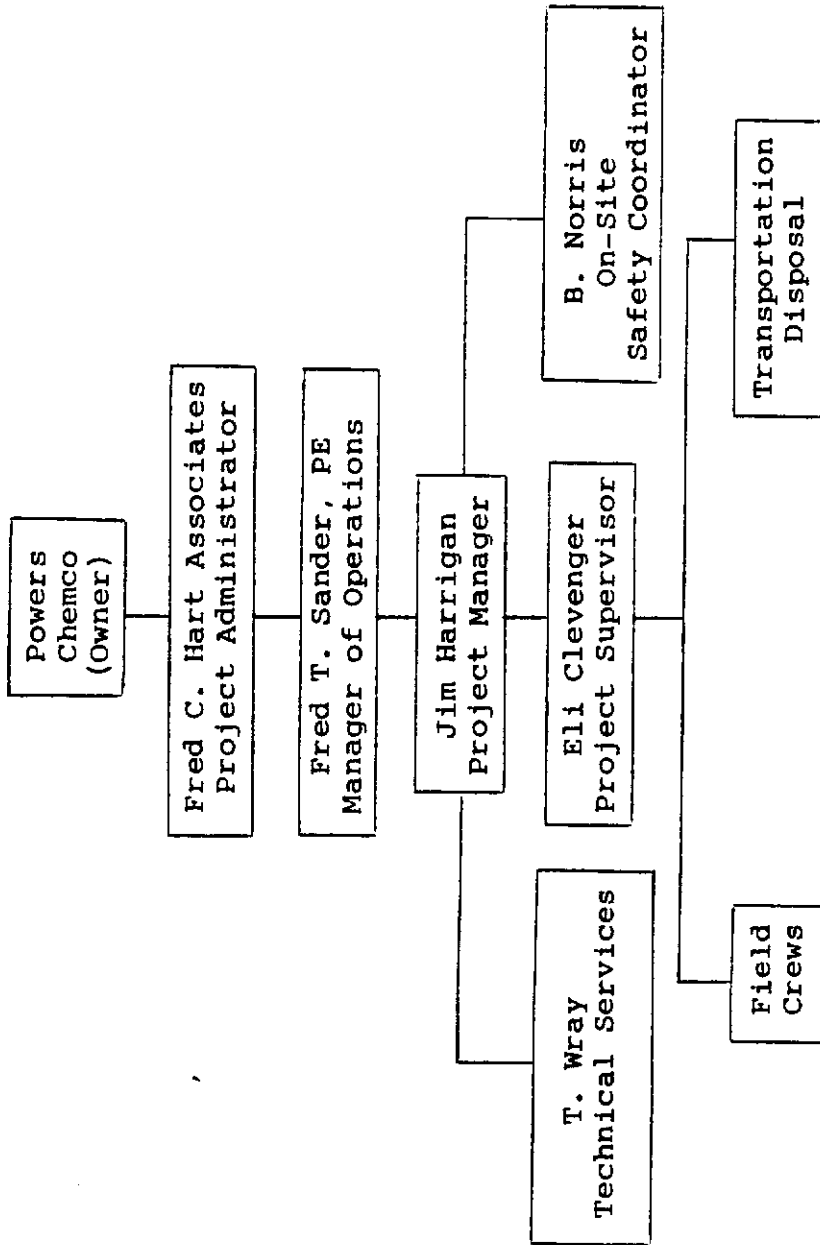 Powers
Chemco
(Owner)
Fred C. Hart Associates
Project Administrator
Fred T. Sander, PE
Manager of Operations
Jim Harrigan
Project Manager
T. Wray
Technical Services
Eli Clevenger
Project Supervisor
B. Norris
On-Site
Safety Coordinator
Field
Crews
Transportation
Disposal